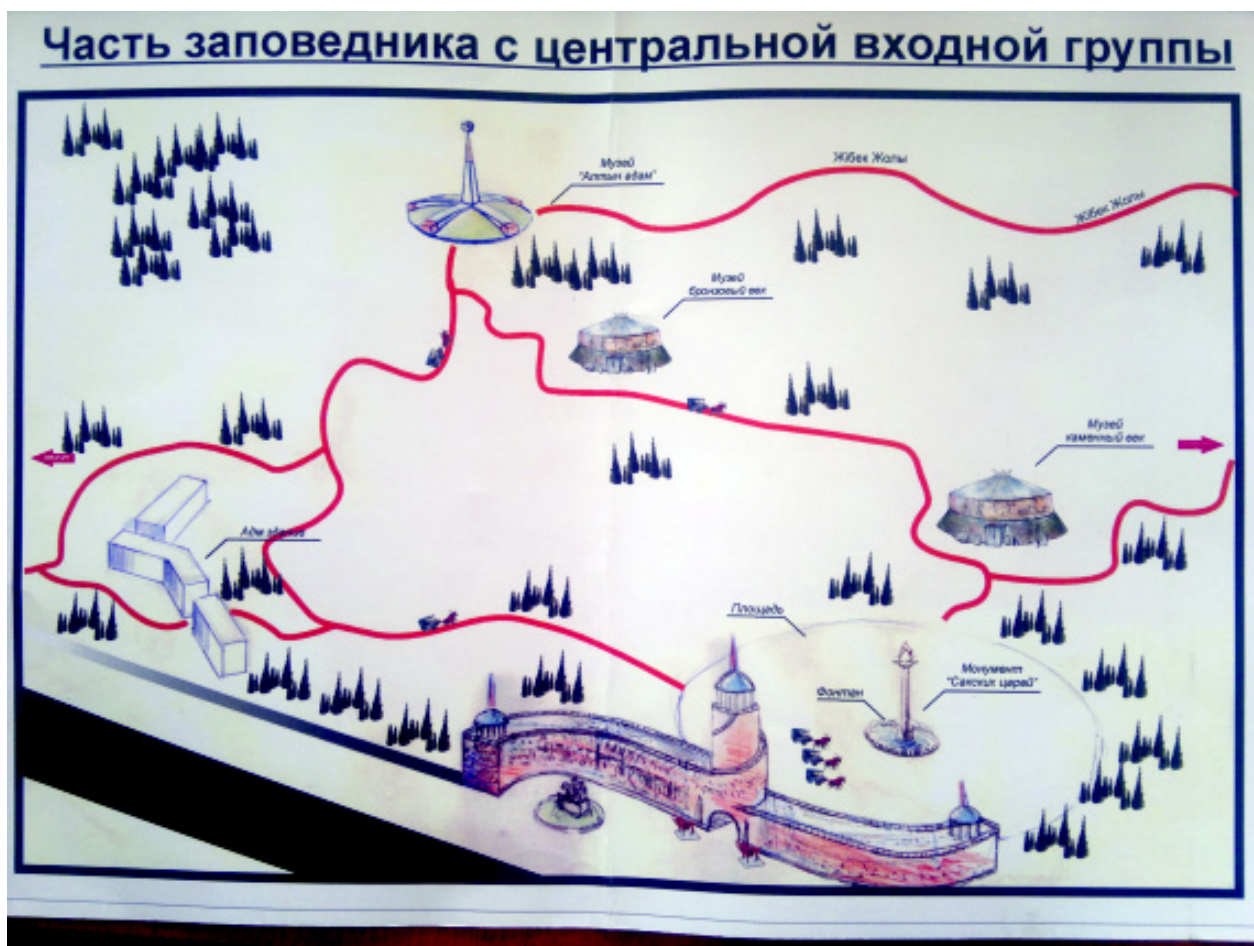 Часть заповедника с центральной входной группы
Музей
"Алтын адам"
Жібек Жолы
Жібек Жолы
Музей
бронзовый век
Музей
каменный век
Адм здание
Площадь
Монумент
"Сакских царей"
Фонтан